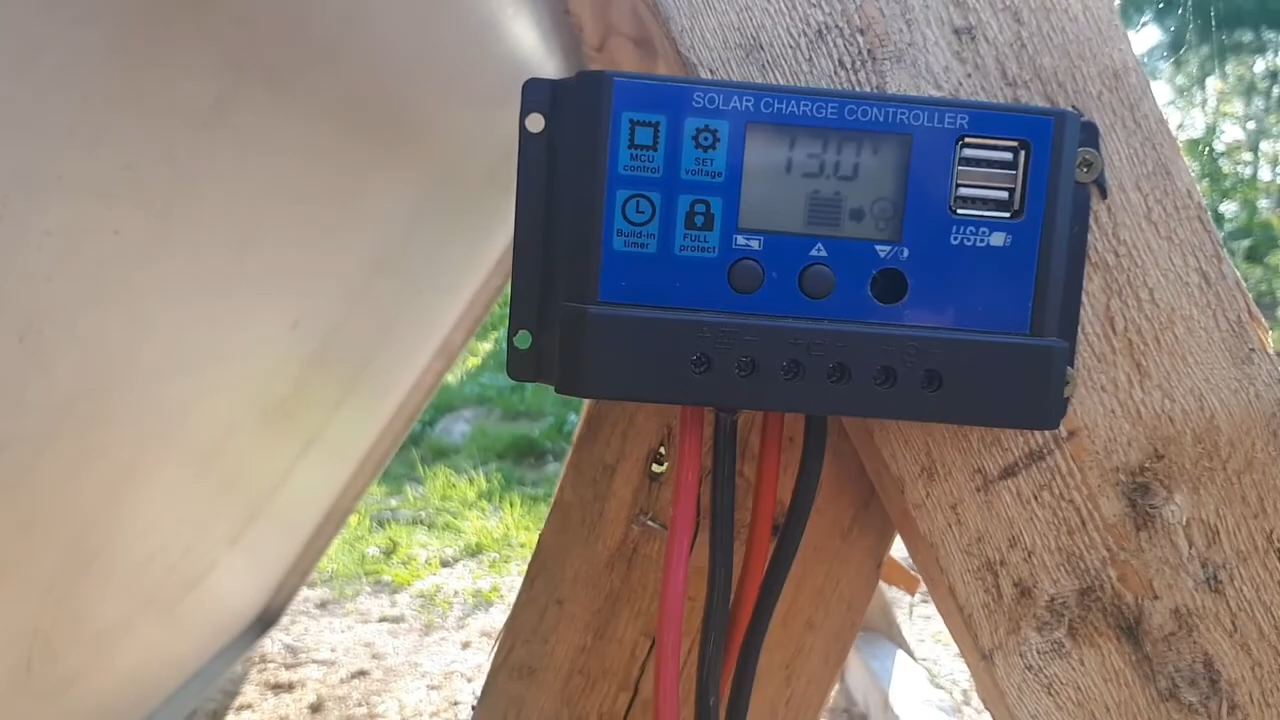 SOLAR CHARGE CONTROLLER
MCU
control
SET
voltage
Build-in
timer
FULL
protect
13.0
USB